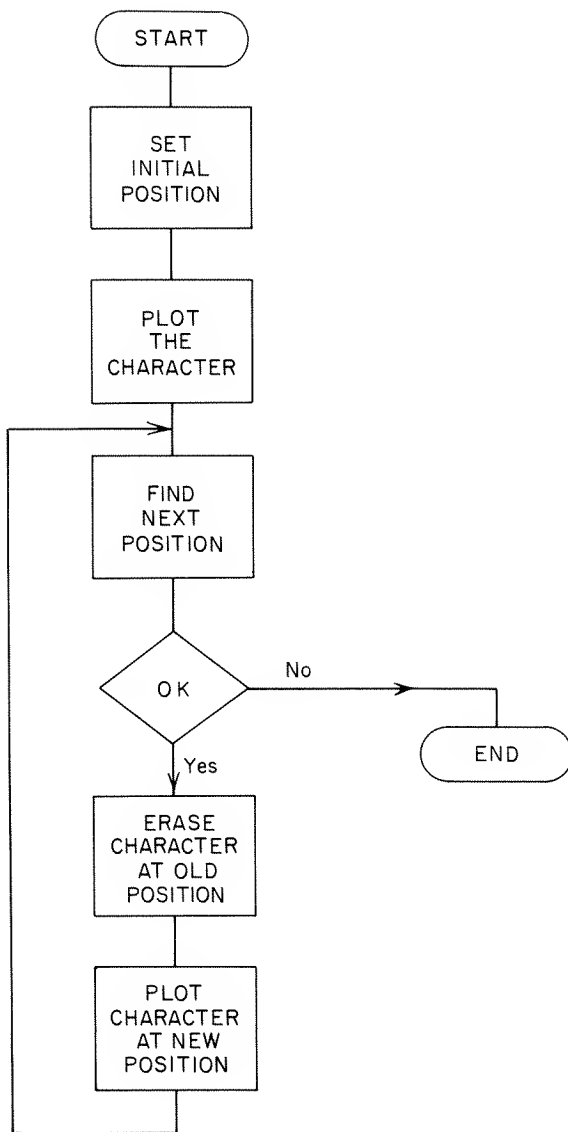 START
SET
INITIAL
POSITION
PLOT
THE
CHARACTER
FIND
NEXT
POSITION
OK
No
END
Yes
ERASE
CHARACTER
AT OLD
POSITION
PLOT
CHARACTER
AT NEW
POSITION